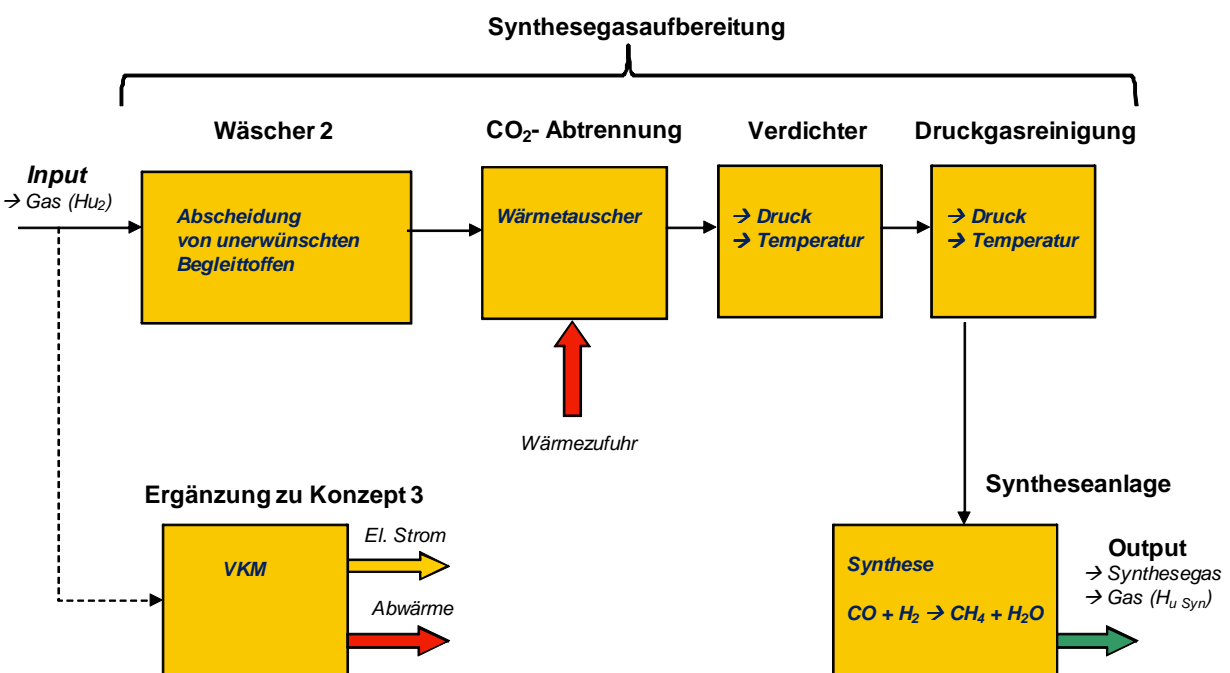 Synthesegasaufbereitung
Wäscher 2
CO₂- Abtrennung
Verdichter
Druckgasreinigung
Input
→ Gas (Hu₂)
Abscheidung
von unerwünschten
Begleittoffen
Wärmetauscher
→ Druck
→ Temperatur
→ Druck
→ Temperatur
Wärmezufuhr
Ergänzung zu Konzept 3
VKM
El. Strom
Abwärme
Syntheseanlage
Synthese
CO + H₂ → CH₄ + H₂O
Output
→ Synthesegas
→ Gas (Hᵤ Syn)